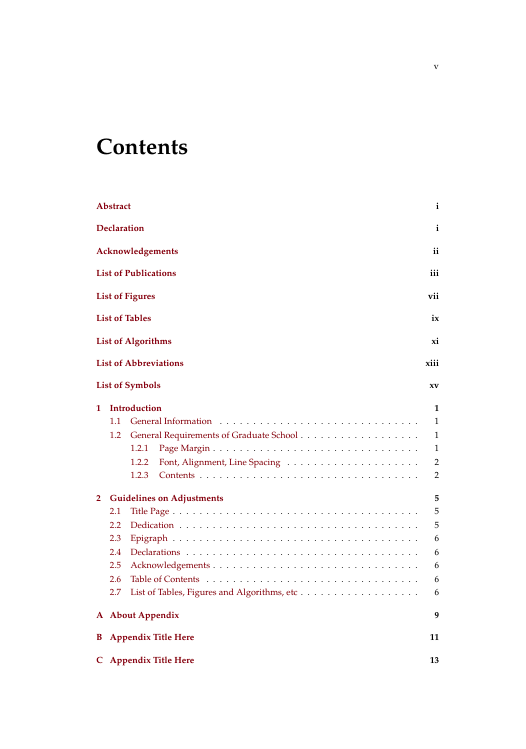 v
Contents
Abstract i
Declaration i
Acknowledgements ii
List of Publications iii
List of Figures vii
List of Tables ix
List of Algorithms xi
List of Abbreviations xiii
List of Symbols xv
1 Introduction 1
1.1 General Information . . . . . . . . . . . . . . . . . . . . . . . . . . . . . . 1
1.2 General Requirements of Graduate School . . . . . . . . . . . . . . . . . . 1
1.2.1 Page Margin . . . . . . . . . . . . . . . . . . . . . . . . . . . . . . . 1
1.2.2 Font, Alignment, Line Spacing . . . . . . . . . . . . . . . . . . . . 2
1.2.3 Contents . . . . . . . . . . . . . . . . . . . . . . . . . . . . . . . . . 2
2 Guidelines on Adjustments 5
2.1 Title Page . . . . . . . . . . . . . . . . . . . . . . . . . . . . . . . . . . . . . 5
2.2 Dedication . . . . . . . . . . . . . . . . . . . . . . . . . . . . . . . . . . . . 5
2.3 Epigraph . . . . . . . . . . . . . . . . . . . . . . . . . . . . . . . . . . . . . 6
2.4 Declarations . . . . . . . . . . . . . . . . . . . . . . . . . . . . . . . . . . . 6
2.5 Acknowledgements . . . . . . . . . . . . . . . . . . . . . . . . . . . . . . . 6
2.6 Table of Contents . . . . . . . . . . . . . . . . . . . . . . . . . . . . . . . . 6
2.7 List of Tables, Figures and Algorithms, etc . . . . . . . . . . . . . . . . . . 6
A About Appendix 9
B Appendix Title Here 11
C Appendix Title Here 13